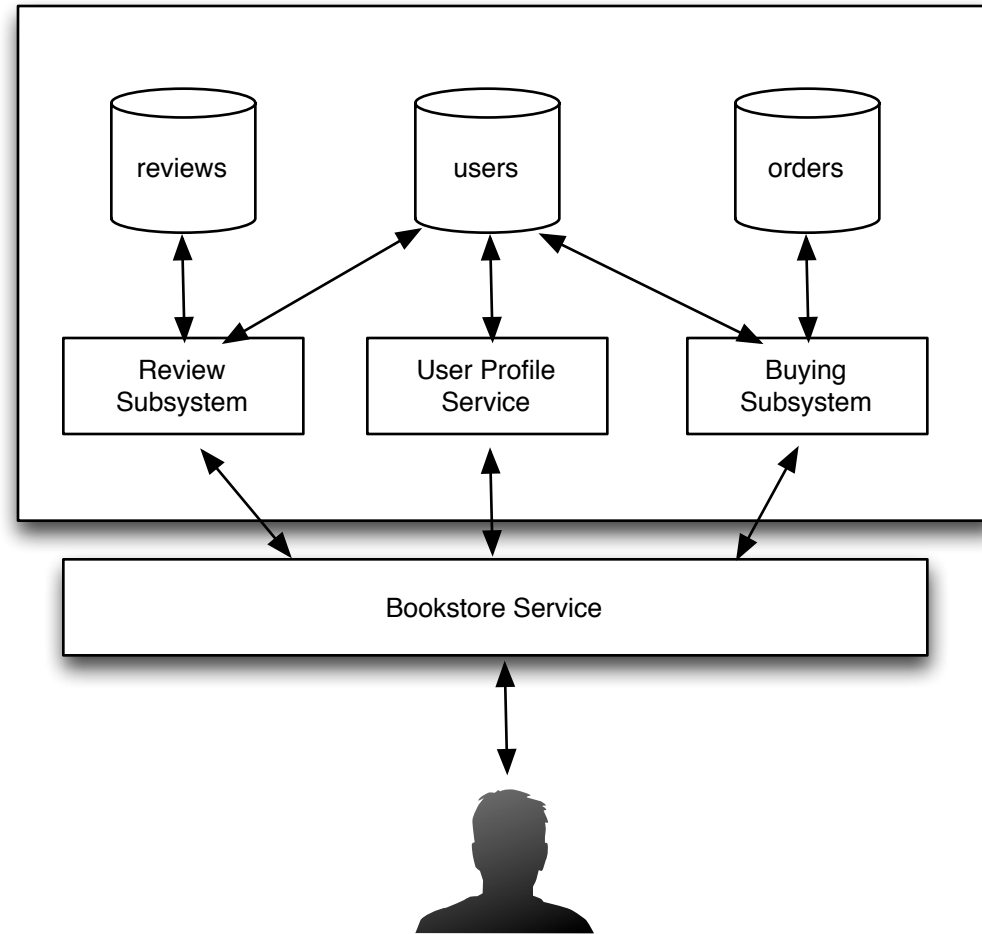 reviews
users
orders
Review
Subsystem
User Profile
Service
Buying
Subsystem
Bookstore Service